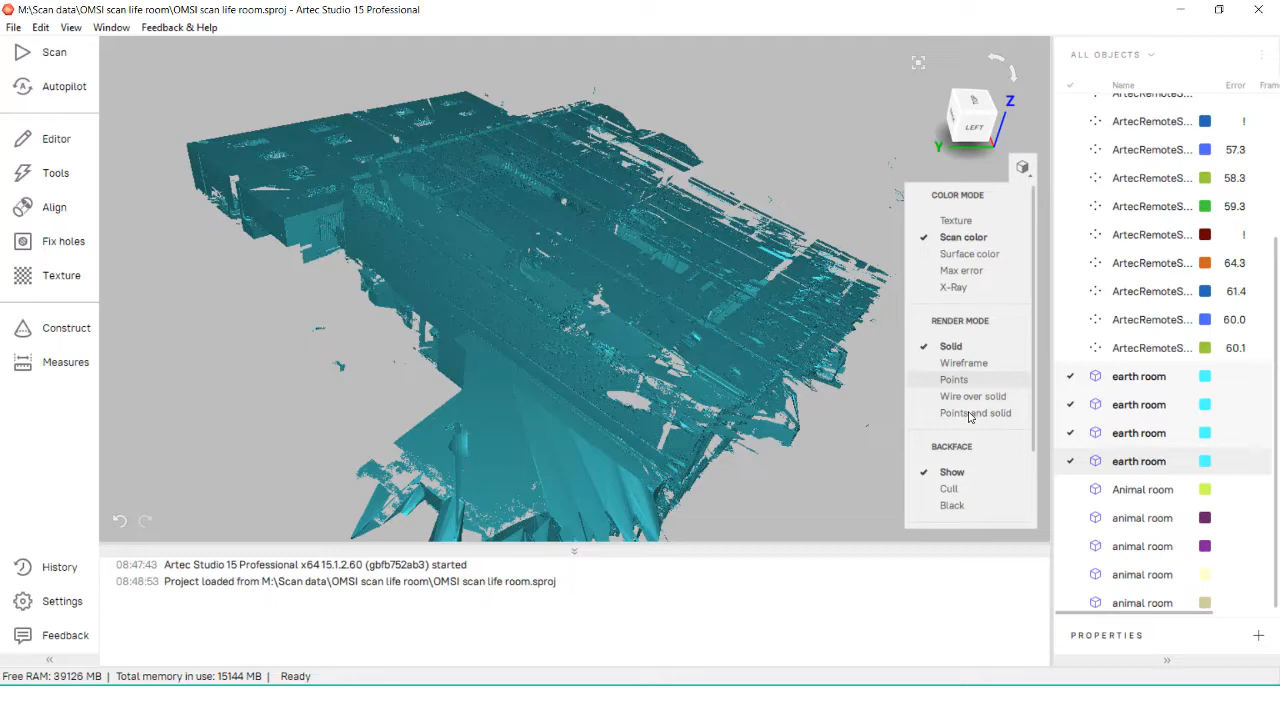 M:\Scan data\OMSI scan life room\OMSI scan life room.sproj - Artec Studio 15 Professional
File Edit View Window Feedback & Help
Scan
Autopilot
Editor
Tools
Align
Fix holes
Texture
Construct
Measures
History
Settings
Feedback
LEFT
Z
Y
COLOR MODE
Texture
Scan color
Surface color
Max error
X-Ray
RENDER MODE
Solid
Wireframe
Points
Wire over solid
Points and solid
BACKFACE
Show
Cull
Black
08:47:43 Artec Studio 15 Professional x64 15.1.2.60 (gbfb752ab3) started
08:48:53 Project loaded from M:\Scan data\OMSI scan life room\OMSI scan life room.sproj
ALL OBJECTS
Name Error Fram
ArtecRemoteS...
ArtecRemoteS... !
ArtecRemoteS... 57.3
ArtecRemoteS... 58.3
ArtecRemoteS... 59.3
ArtecRemoteS... !
ArtecRemoteS... 64.3
ArtecRemoteS... 61.4
ArtecRemoteS... 60.0
ArtecRemoteS... 60.1
earth room
earth room
earth room
earth room
Animal room
animal room
animal room
animal room
animal room
PROPERTIES
Free RAM: 39126 MB | Total memory in use: 15144 MB | Ready